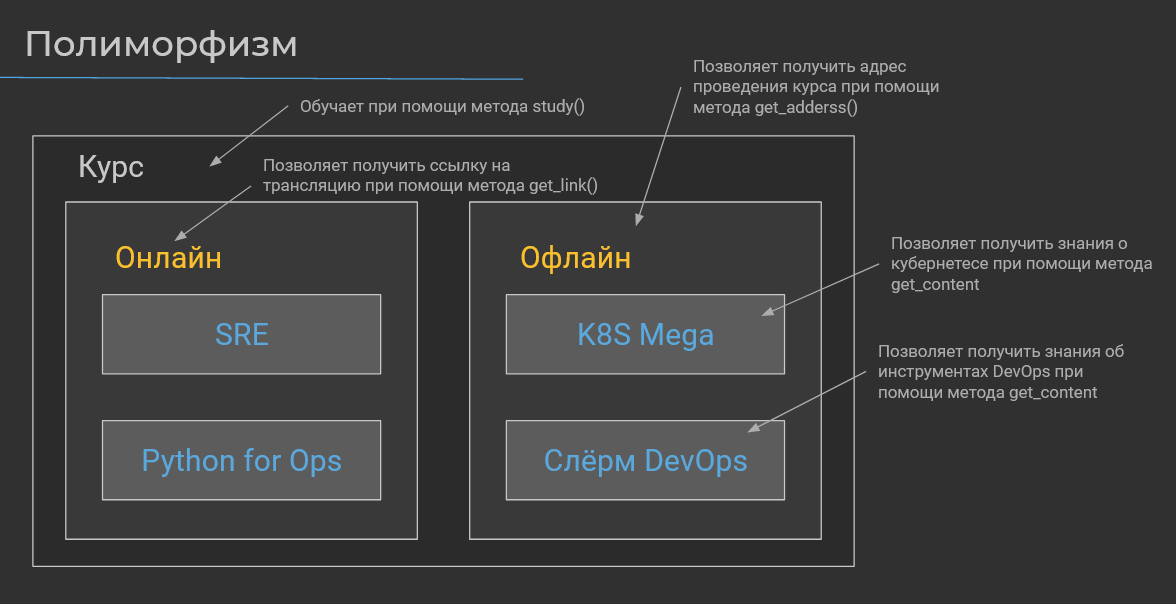 Полиморфизм
Позволяет получить адрес
проведения курса при помощи
метода get_adderss()
Обучает при помощи метода study()
Курс
Позволяет получить ссылку на
трансляцию при помощи метода get_link()
Онлайн
Офлайн
Позволяет получить знания о
кубернетесе при помощи метода
get_content
SRE
K8S Mega
Позволяет получить знания об
инструментах DevOps при
помощи метода get_content
Python for Ops
Слёрм DevOps